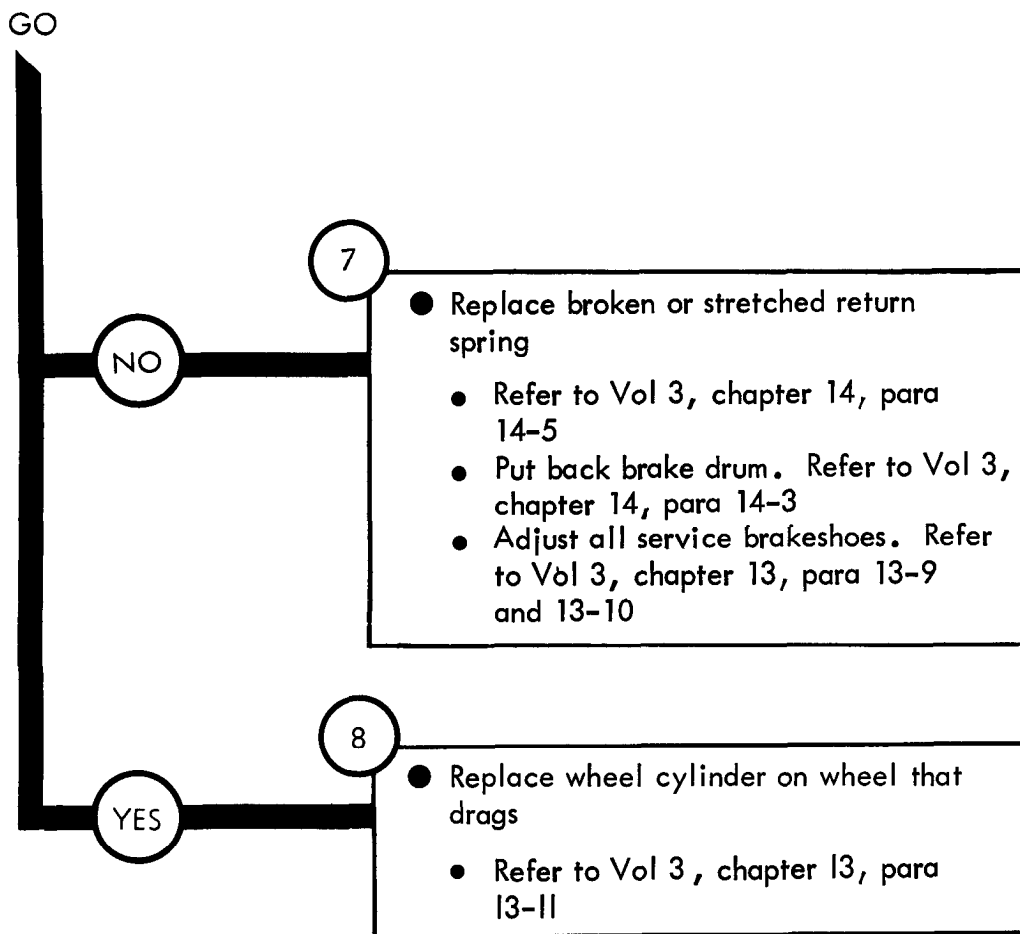 GO
7
● Replace broken or stretched return
spring
NO
● Refer to Vol 3, chapter 14, para
14-5
● Put back brake drum. Refer to Vol 3,
chapter 14, para 14-3
● Adjust all service brakeshoes. Refer
to Vol 3, chapter 13, para 13-9
and 13-10
8
● Replace wheel cylinder on wheel that
drags
YES
● Refer to Vol 3, chapter 13, para
13-11